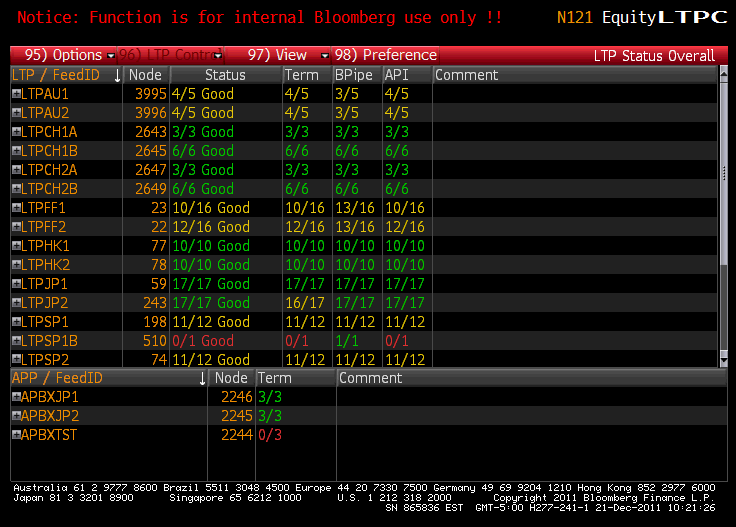 Notice: Function is for internal Bloomberg use only !! N121 Equity LTPC
95) Options 96) LTP Control 97) View 98) Preference LTP Status Overall
LTP / FeedID ↓ Node Status Term BPipe API Comment
LTPAU1 3995 4/5 Good 4/5 3/5 4/5
LTPAU2 3996 4/5 Good 4/5 3/5 4/5
LTPCH1A 2643 3/3 Good 3/3 3/3 3/3
LTPCH1B 2645 6/6 Good 6/6 6/6 6/6
LTPCH2A 2647 3/3 Good 3/3 3/3 3/3
LTPCH2B 2649 6/6 Good 6/6 6/6 6/6
LTPFF1 23 10/16 Good 10/16 13/16 10/16
LTPFF2 22 12/16 Good 12/16 13/16 12/16
LTPHK1 77 10/10 Good 10/10 10/10 10/10
LTPHK2 78 10/10 Good 10/10 10/10 10/10
LTPJP1 59 17/17 Good 17/17 17/17 17/17
LTPJP2 243 17/17 Good 16/17 17/17 17/17
LTPSP1 198 11/12 Good 11/12 11/12 11/12
LTPSP1B 510 0/1 Good 0/1 1/1 0/1
LTPSP2 74 11/12 Good 11/12 11/12 11/12
APP / FeedID ↓ Node Term Comment
APBXJP1 2246 3/3
APBXJP2 2245 3/3
APBXTST 2244 0/3
Australia 61 2 9777 8600 Brazil 5511 3048 4500 Europe 44 20 7330 7500 Germany 49 69 9204 1210 Hong Kong 852 2977 6000
Japan 81 3 3201 8900 Singapore 65 6212 1000 U.S. 1 212 318 2000 Copyright 2011 Bloomberg Finance L.P.
SN 865836 EST GMT-5:00 H277-241-1 21-Dec-2011 10:21:26